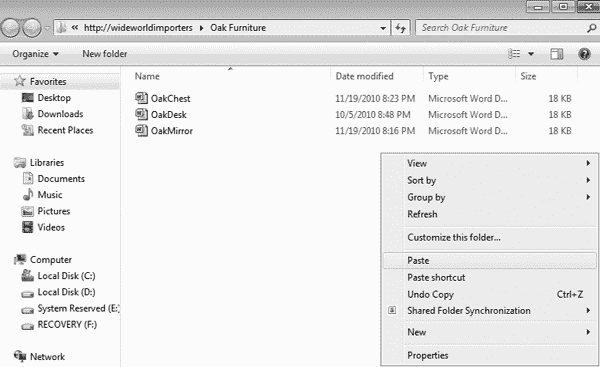 « http://wideworldimporters ▸ Oak Furniture
Search Oak Furniture
Organize ▾ New folder
Name Date modified Type Size
Favorites
Desktop
Downloads
Recent Places
Libraries
Documents
Music
Pictures
Videos
Computer
Local Disk (C:)
Local Disk (D:)
System Reserved (E:
RECOVERY (F:)
Network
OakChest 11/19/2010 8:23 PM Microsoft Word D... 18 KB
OakDesk 10/5/2010 8:48 PM Microsoft Word D... 18 KB
OakMirror 11/19/2010 8:16 PM Microsoft Word D... 18 KB
View
Sort by
Group by
Refresh
Customize this folder...
Paste
Paste shortcut
Undo Copy Ctrl+Z
Shared Folder Synchronization
New
Properties